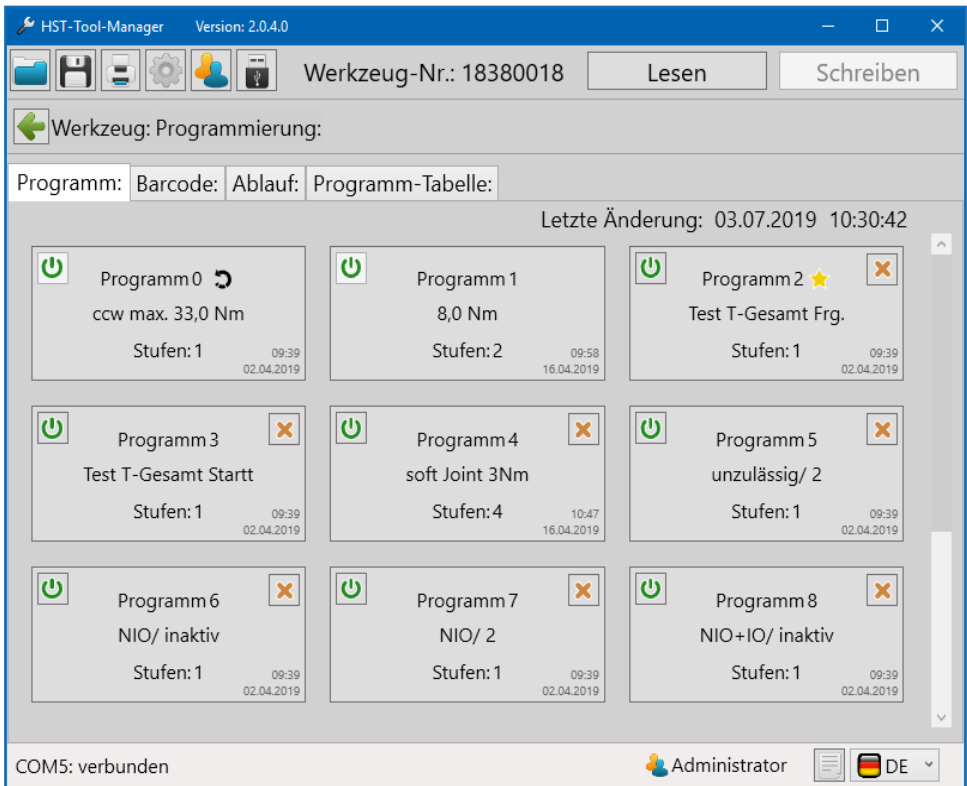 HST-Tool-Manager Version: 2.0.4.0
Werkzeug-Nr.: 18380018 Lesen Schreiben
Werkzeug: Programmierung:
Programm: Barcode: Ablauf: Programm-Tabelle:
Letzte Änderung: 03.07.2019 10:30:42
Programm 0
ccw max. 33,0 Nm
Stufen: 1
09:39
02.04.2019
Programm 1
8,0 Nm
Stufen: 2
09:58
16.04.2019
Programm 2
Test T-Gesamt Frg.
Stufen: 1
09:39
02.04.2019
Programm 3
Test T-Gesamt Startt
Stufen: 1
09:39
02.04.2019
Programm 4
soft Joint 3Nm
Stufen: 4
10:47
16.04.2019
Programm 5
unzulässig/ 2
Stufen: 1
09:39
02.04.2019
Programm 6
NIO/ inaktiv
Stufen: 1
09:39
02.04.2019
Programm 7
NIO/ 2
Stufen: 1
09:39
02.04.2019
Programm 8
NIO+IO/ inaktiv
Stufen: 1
09:39
02.04.2019
COM5: verbunden Administrator DE